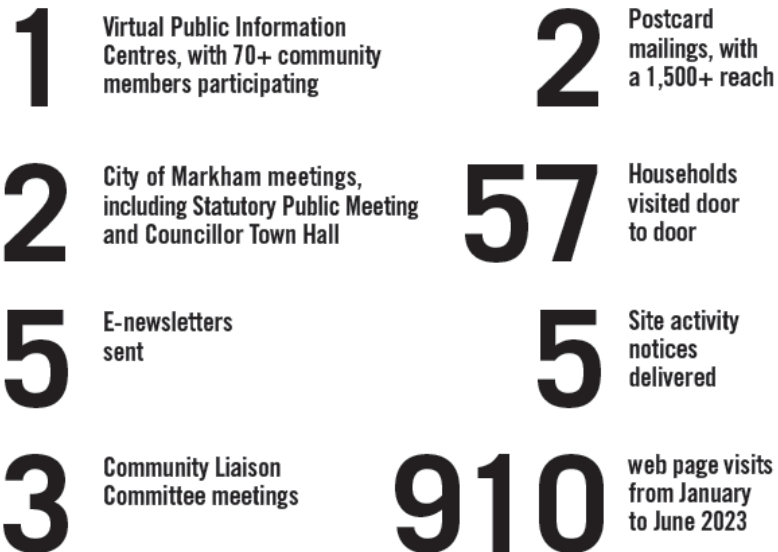 1
Virtual Public Information
Centres, with 70+ community
members participating
2
Postcard
mailings, with
a 1,500+ reach
2
City of Markham meetings,
including Statutory Public Meeting
and Councillor Town Hall
57
Households
visited door
to door
5
E-newsletters
sent
5
Site activity
notices
delivered
3
Community Liaison
Committee meetings
910
web page visits
from January
to June 2023